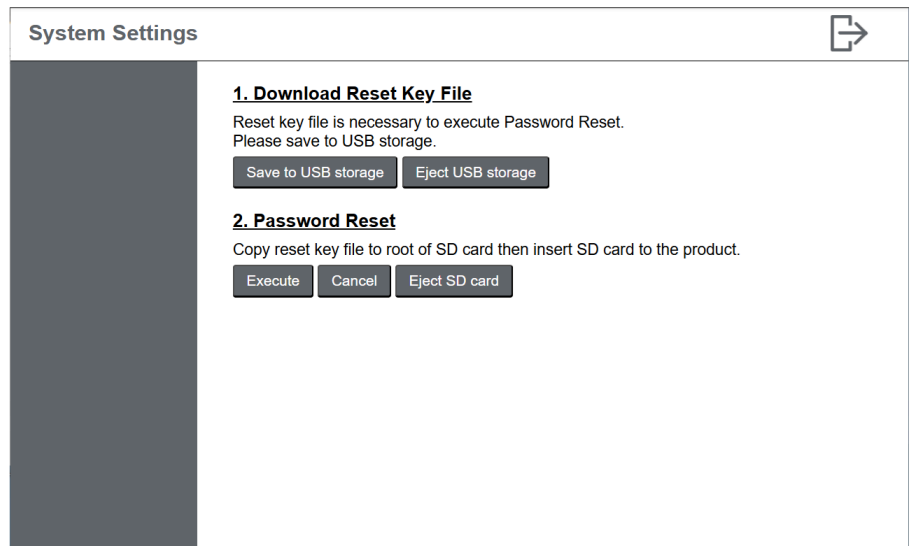 System Settings
1. Download Reset Key File
Reset key file is necessary to execute Password Reset.
Please save to USB storage.
Save to USB storage Eject USB storage
2. Password Reset
Copy reset key file to root of SD card then insert SD card to the product.
Execute Cancel Eject SD card